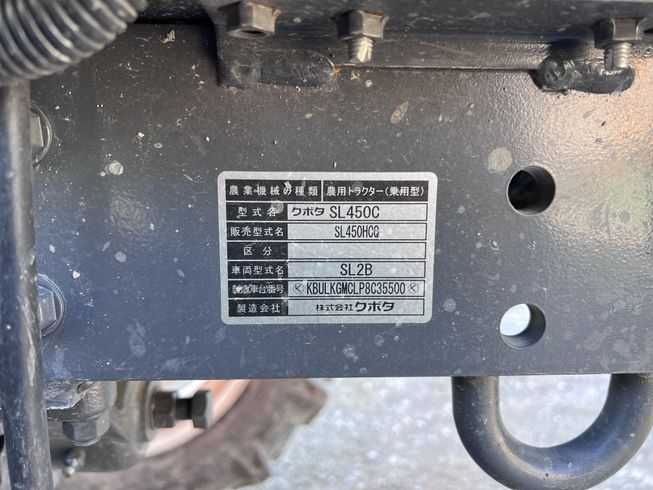 農業機械の種類 農用トラクター(乗用型)
型式名 クボタ SL450C
販売型式名 SL450HCQ
区分
車両型式名 SL2B
製造車台番号 KBULKGMCLP8C35500
製造会社 株式会社クボタ